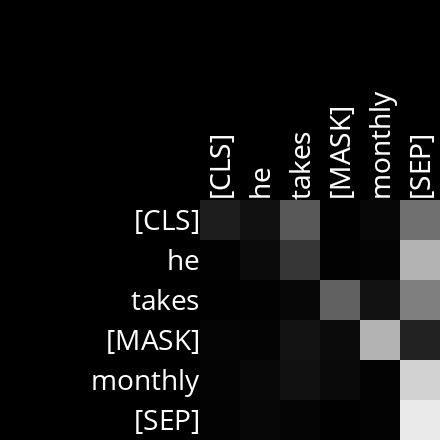 [CLS]
he
takes
[MASK]
monthly
[SEP]
[CLS]
he
takes
[MASK]
monthly
[SEP]